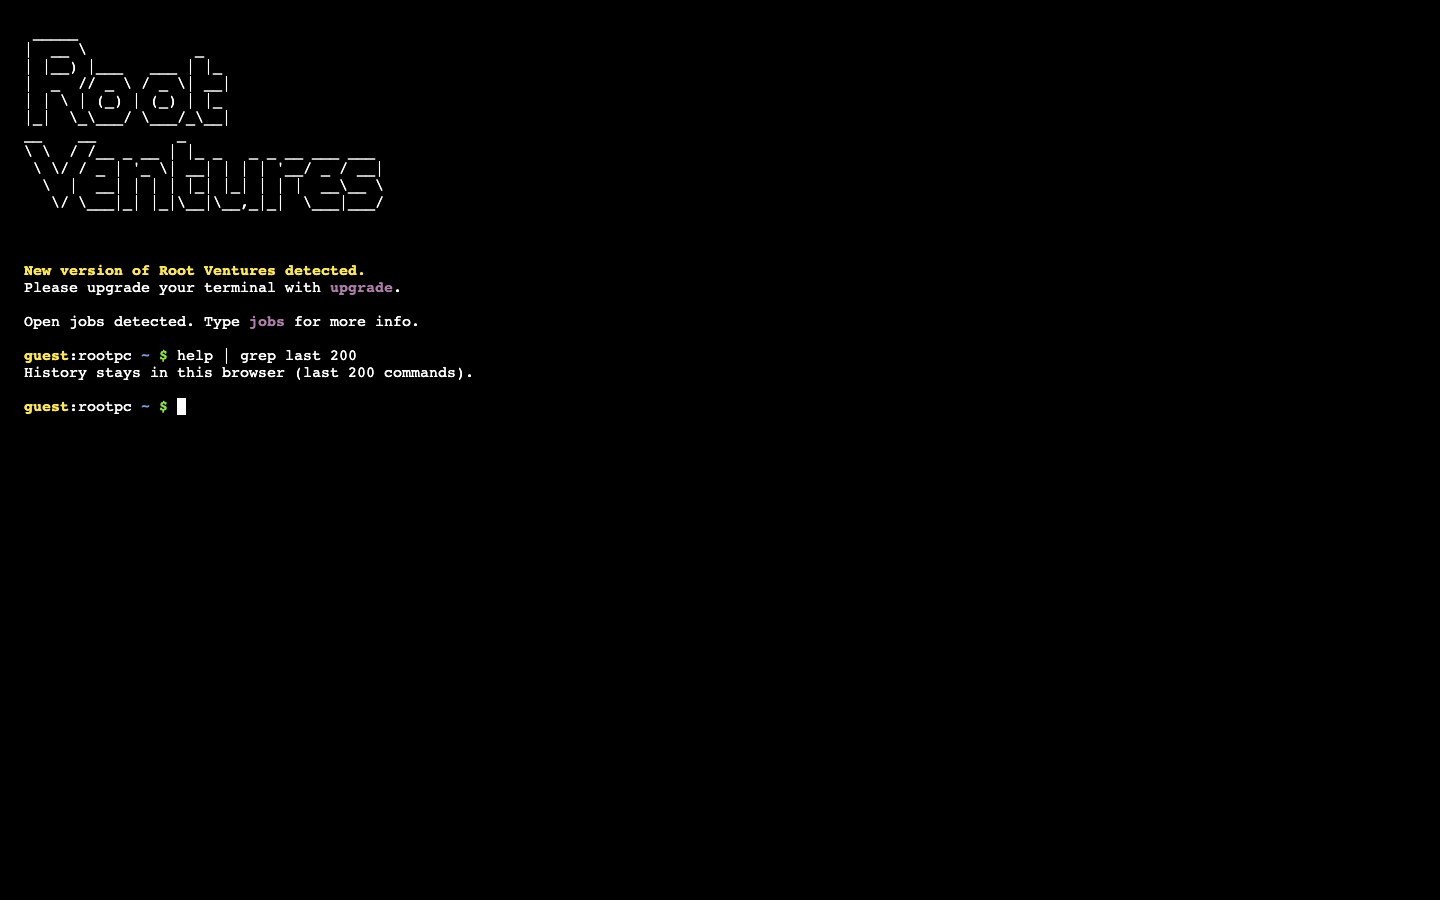 Root
Ventures
New version of Root Ventures detected.
Please upgrade your terminal with upgrade.
Open jobs detected. Type jobs for more info.
guest:rootpc ~ $ help | grep last 200
History stays in this browser (last 200 commands).
guest:rootpc ~ $